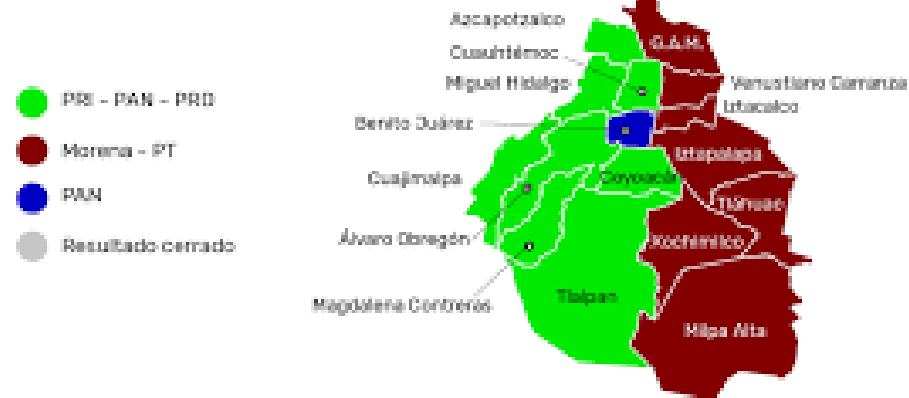 PRI - PAN - PRD
Morena - PT
PAN
Resultado cerrado
Azcapotzalco
Cuauhtémoc
Miguel Hidalgo
Benito Juárez
Cuajimalpa
Álvaro Obregón
Magdalena Contreras
G.A.M.
Venustiano Carranza
Iztacalco
Iztapalapa
Coyoacán
Tláhuac
Xochimilco
Tlalpan
Milpa Alta